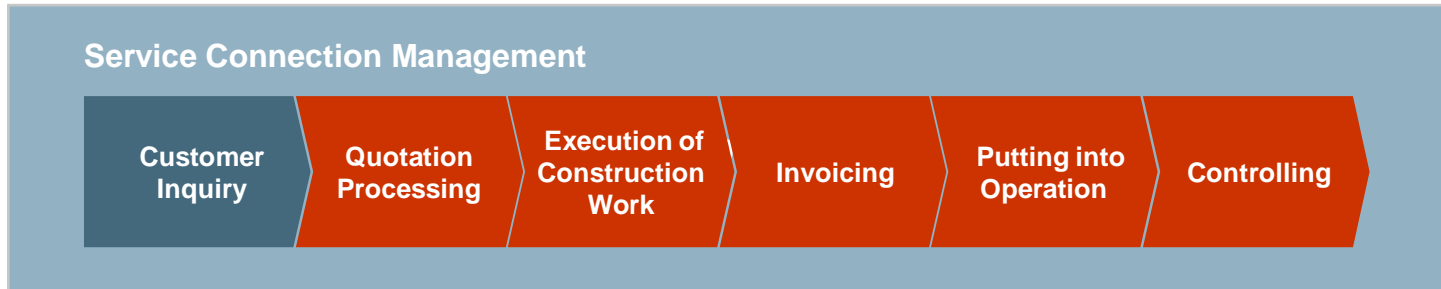 Service Connection Management
Customer
Inquiry
Quotation
Processing
Execution of
Construction
Work
Invoicing
Putting into
Operation
Controlling